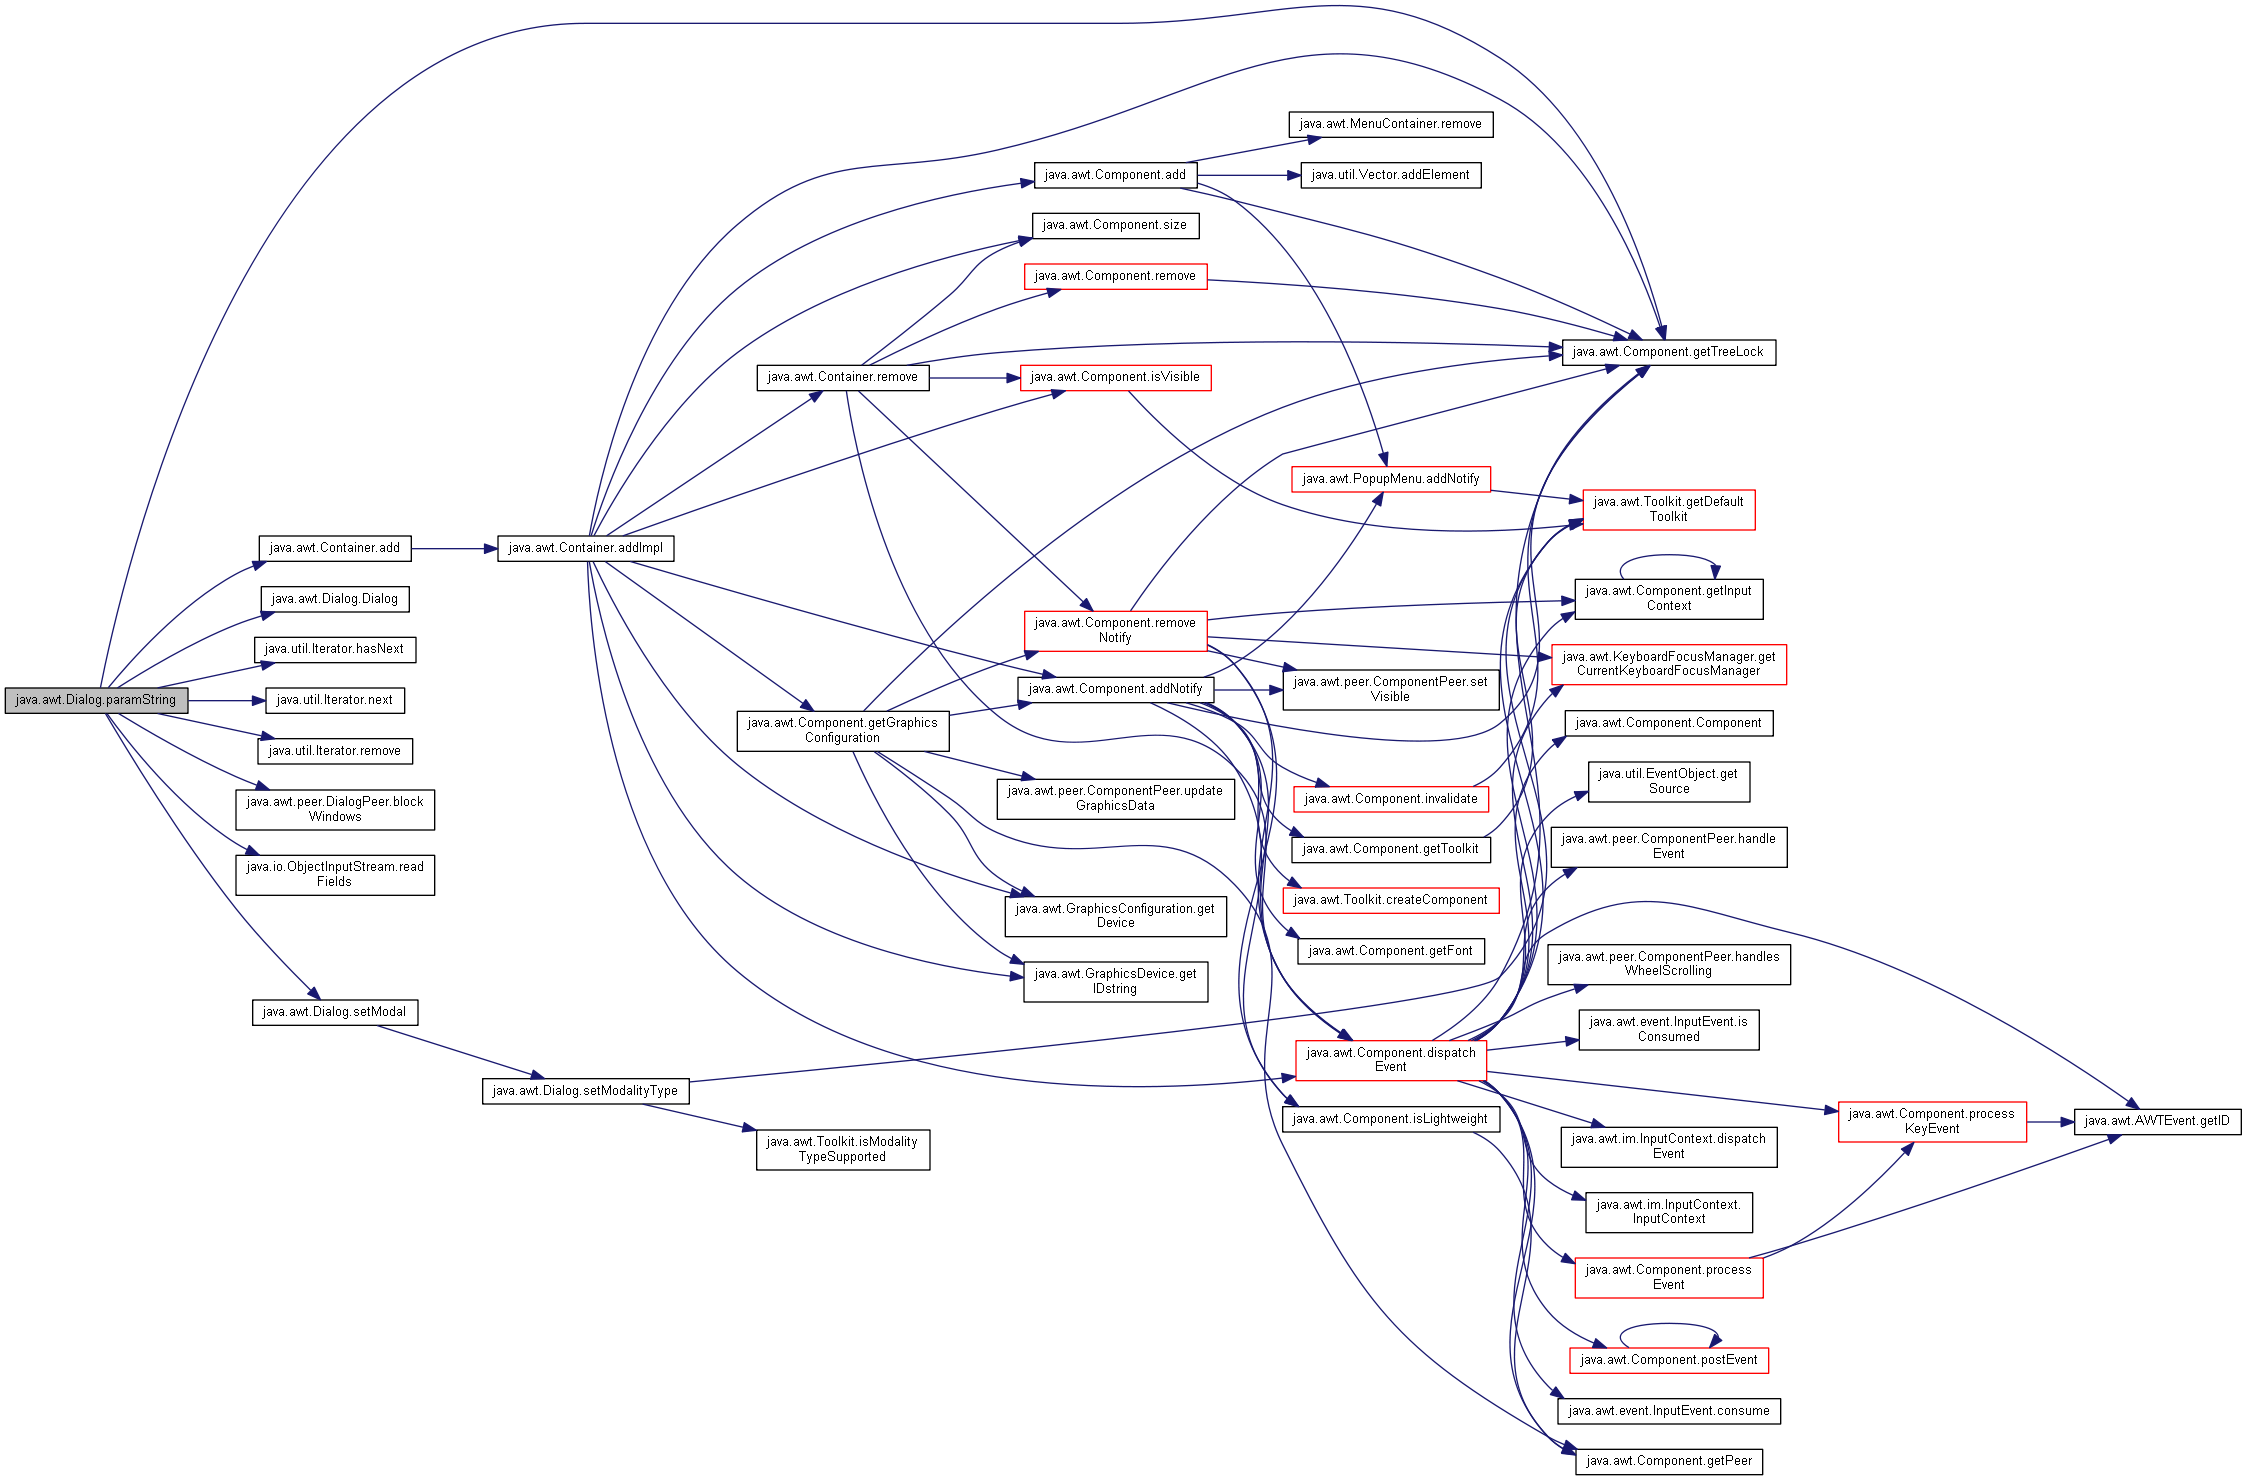 java.awt.Dialog.paramString
java.awt.Container.add
java.awt.Dialog.Dialog
java.util.Iterator.hasNext
java.util.Iterator.next
java.util.Iterator.remove
java.awt.peer.DialogPeer.block
Windows
java.io.ObjectInputStream.read
Fields
java.awt.Dialog.setModal
java.awt.Container.addImpl
java.awt.Dialog.setModalityType
java.awt.Container.remove
java.awt.Component.getGraphics
Configuration
java.awt.Toolkit.isModality
TypeSupported
java.awt.Component.add
java.awt.Component.size
java.awt.Component.remove
java.awt.Component.isVisible
java.awt.Component.remove
Notify
java.awt.Component.addNotify
java.awt.peer.ComponentPeer.update
GraphicsData
java.awt.GraphicsConfiguration.get
Device
java.awt.GraphicsDevice.get
IDstring
java.awt.MenuContainer.remove
java.util.Vector.addElement
java.awt.PopupMenu.addNotify
java.awt.peer.ComponentPeer.set
Visible
java.awt.Component.invalidate
java.awt.Component.getToolkit
java.awt.Toolkit.createComponent
java.awt.Component.getFont
java.awt.Component.dispatch
Event
java.awt.Component.isLightweight
java.awt.Component.getTreeLock
java.awt.Toolkit.getDefault
Toolkit
java.awt.Component.getInput
Context
java.awt.KeyboardFocusManager.get
CurrentKeyboardFocusManager
java.awt.Component.Component
java.util.EventObject.get
Source
java.awt.peer.ComponentPeer.handle
Event
java.awt.peer.ComponentPeer.handles
WheelScrolling
java.awt.event.InputEvent.is
Consumed
java.awt.im.InputContext.dispatch
Event
java.awt.im.InputContext.
InputContext
java.awt.Component.process
Event
java.awt.Component.postEvent
java.awt.event.InputEvent.consume
java.awt.Component.getPeer
java.awt.Component.process
KeyEvent
java.awt.AWTEvent.getID